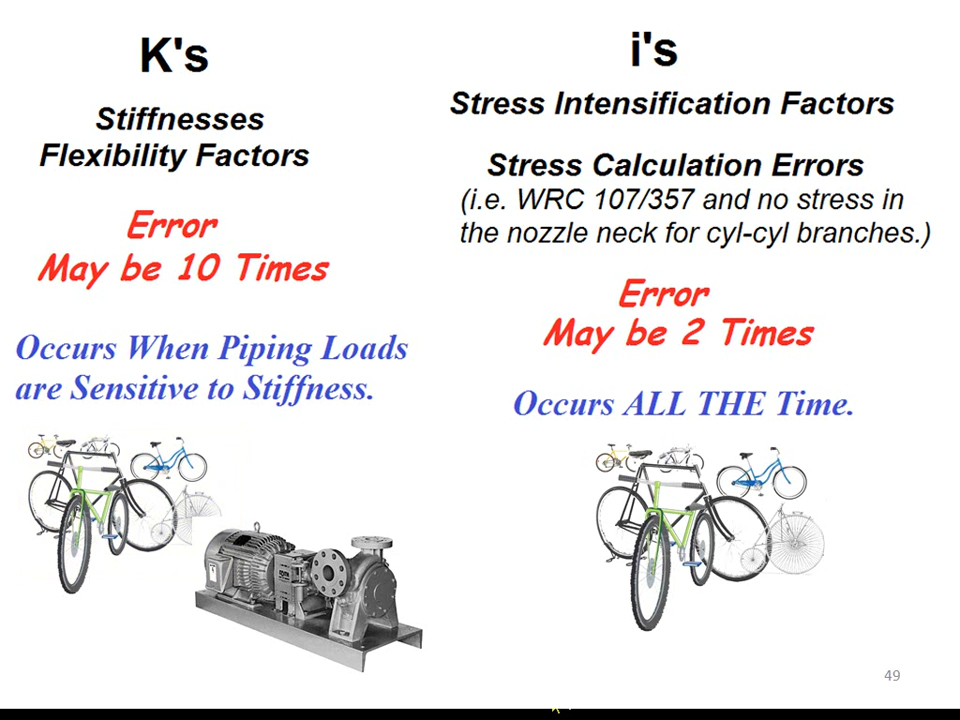 K's
Stiffnesses
Flexibility Factors
Error
May be 10 Times
Occurs When Piping Loads
are Sensitive to Stiffness.
i's
Stress Intensification Factors
Stress Calculation Errors
(i.e. WRC 107/357 and no stress in
the nozzle neck for cyl-cyl branches.)
Error
May be 2 Times
Occurs ALL THE Time.
49